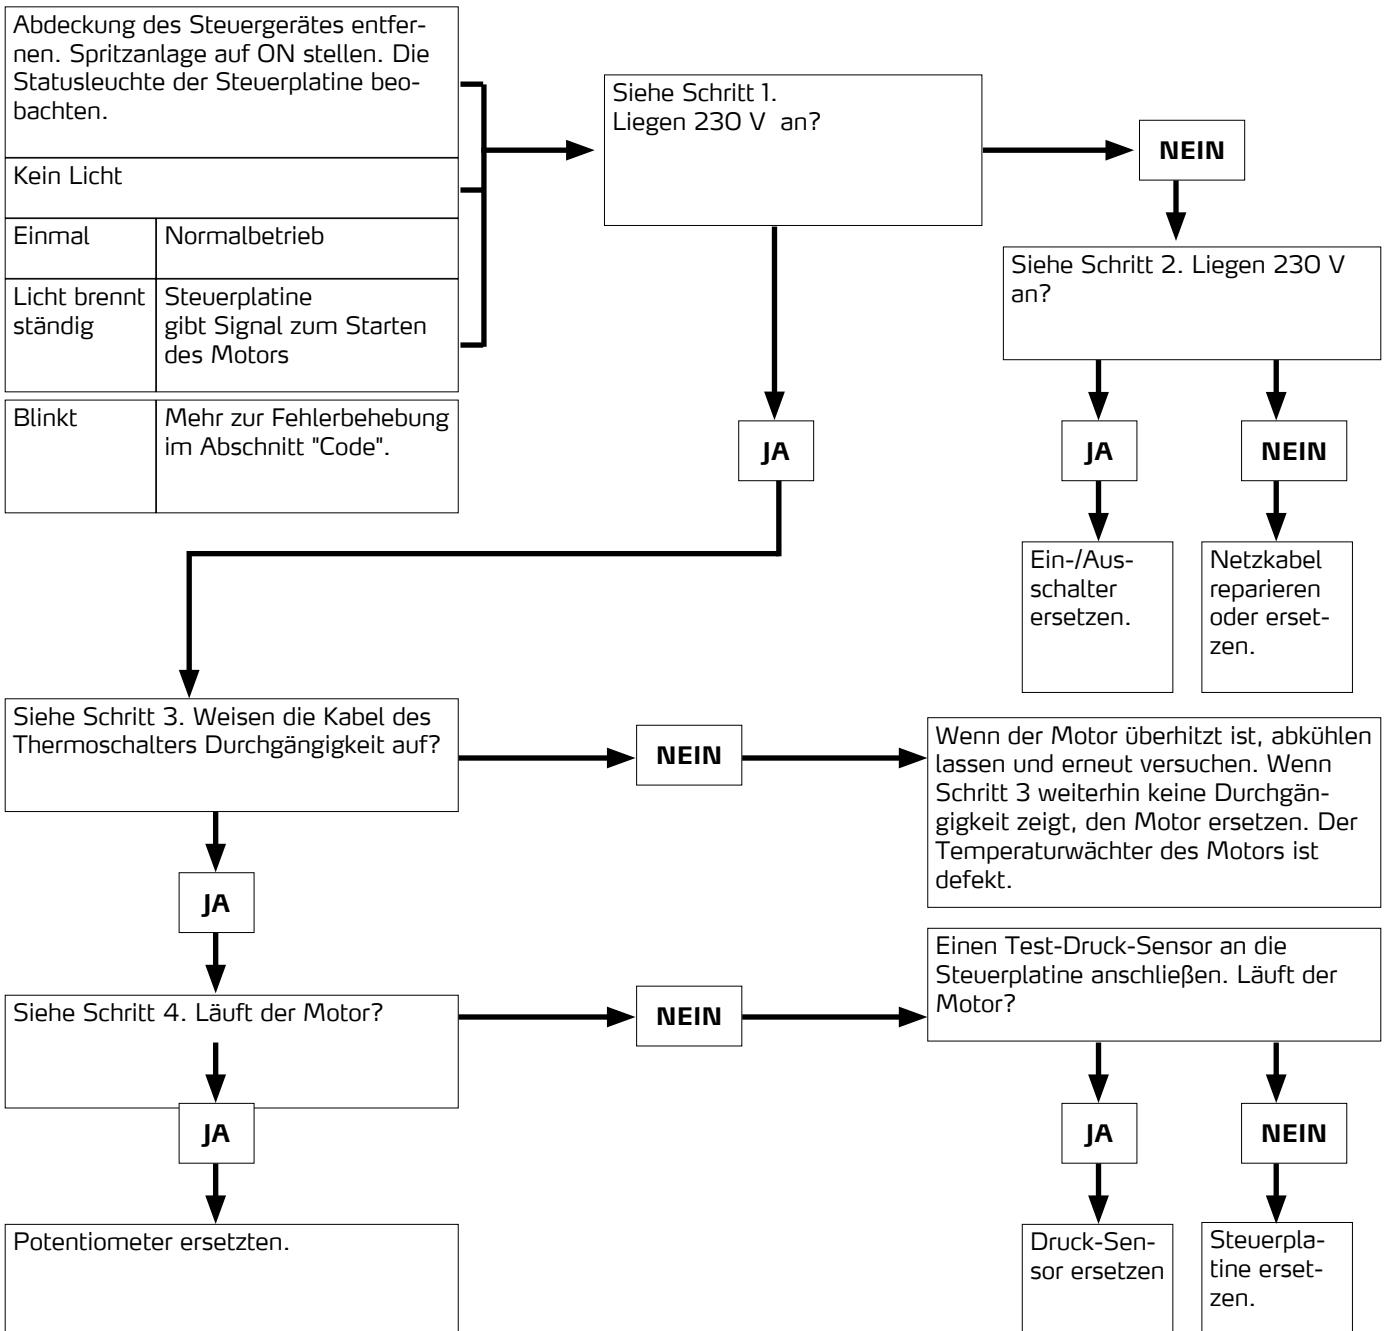 Abdeckung des Steuergerätes entfer-
nen. Spritzanlage auf ON stellen. Die
Statusleuchte der Steuerplatine beo-
bachten.
Kein Licht
Einmal
Normalbetrieb
Licht brennt
ständig
Steuerplatine
gibt Signal zum Starten
des Motors
Blinkt
Mehr zur Fehlerbehebung
im Abschnitt "Code".
Siehe Schritt 1.
Liegen 230 V an?
NEIN
Siehe Schritt 2. Liegen 230 V
an?
JA
JA
NEIN
Ein-/Aus-
schalter
ersetzen.
Netzkabel
reparieren
oder erset-
zen.
Siehe Schritt 3. Weisen die Kabel des
Thermoschalters Durchgängigkeit auf?
NEIN
Wenn der Motor überhitzt ist, abkühlen
lassen und erneut versuchen. Wenn
Schritt 3 weiterhin keine Durchgän-
gigkeit zeigt, den Motor ersetzen. Der
Temperaturwächter des Motors ist
defekt.
JA
Siehe Schritt 4. Läuft der Motor?
NEIN
Einen Test-Druck-Sensor an die
Steuerplatine anschließen. Läuft der
Motor?
JA
JA
NEIN
Potentiometer ersetzten.
Druck-Sen-
sor ersetzen
Steuerpla-
tine erset-
zen.